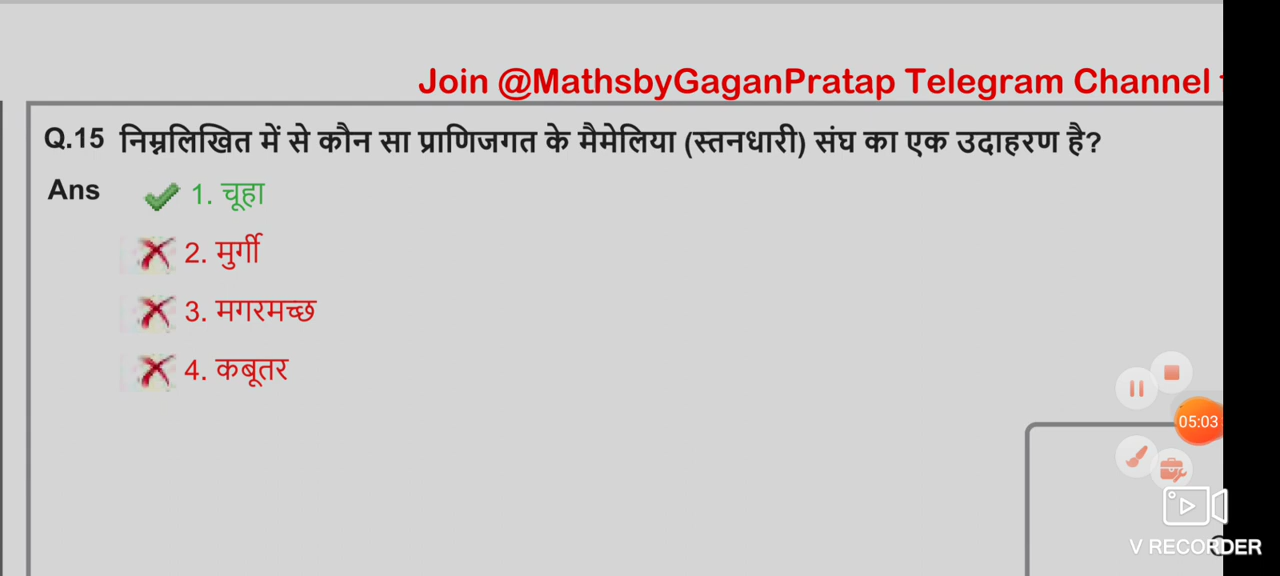 Join @MathsbyGaganPratap Telegram Channel
Q.15 निम्नलिखित में से कौन सा प्राणिजगत के मैमेलिया (स्तनधारी) संघ का एक उदाहरण है?
Ans 1. चूहा
2. मुर्गी
3. मगरमच्छ
4. कबूतर
05:03
V RECORDER